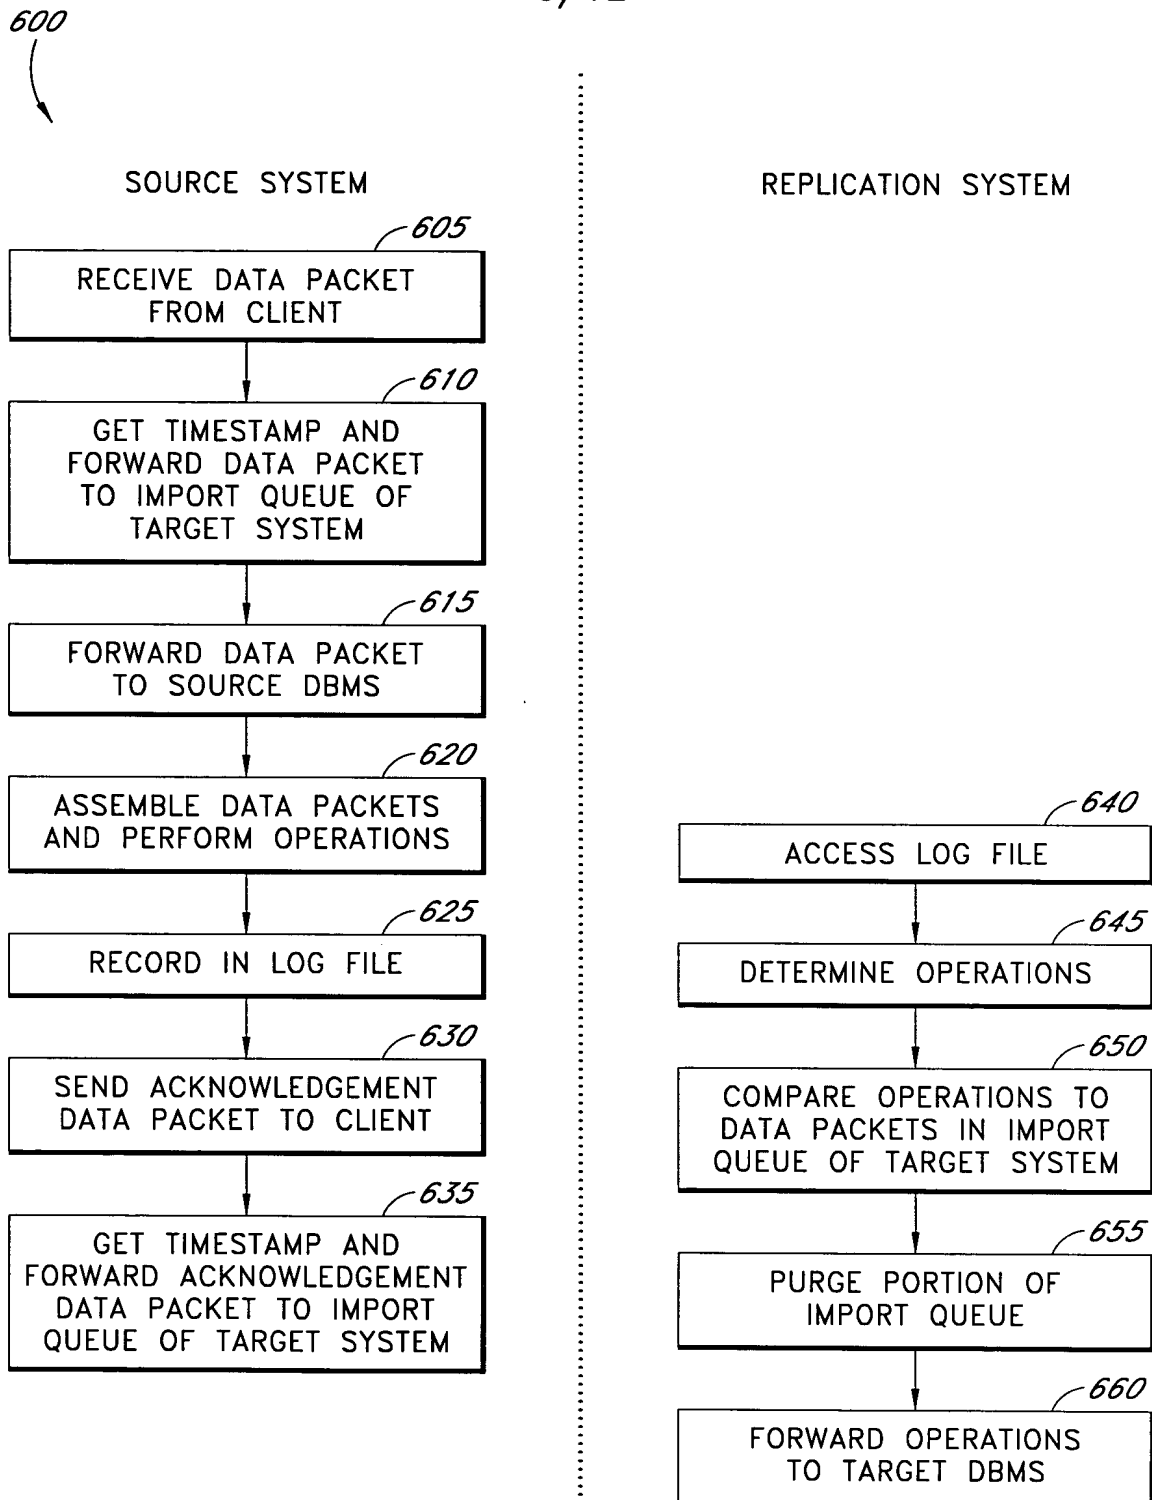 600
SOURCE SYSTEM
605
RECEIVE DATA PACKET
FROM CLIENT
610
GET TIMESTAMP AND
FORWARD DATA PACKET
TO IMPORT QUEUE OF
TARGET SYSTEM
615
FORWARD DATA PACKET
TO SOURCE DBMS
620
ASSEMBLE DATA PACKETS
AND PERFORM OPERATIONS
625
RECORD IN LOG FILE
630
SEND ACKNOWLEDGEMENT
DATA PACKET TO CLIENT
635
GET TIMESTAMP AND
FORWARD ACKNOWLEDGEMENT
DATA PACKET TO IMPORT
QUEUE OF TARGET SYSTEM
REPLICATION SYSTEM
640
ACCESS LOG FILE
645
DETERMINE OPERATIONS
650
COMPARE OPERATIONS TO
DATA PACKETS IN IMPORT
QUEUE OF TARGET SYSTEM
655
PURGE PORTION OF
IMPORT QUEUE
660
FORWARD OPERATIONS
TO TARGET DBMS